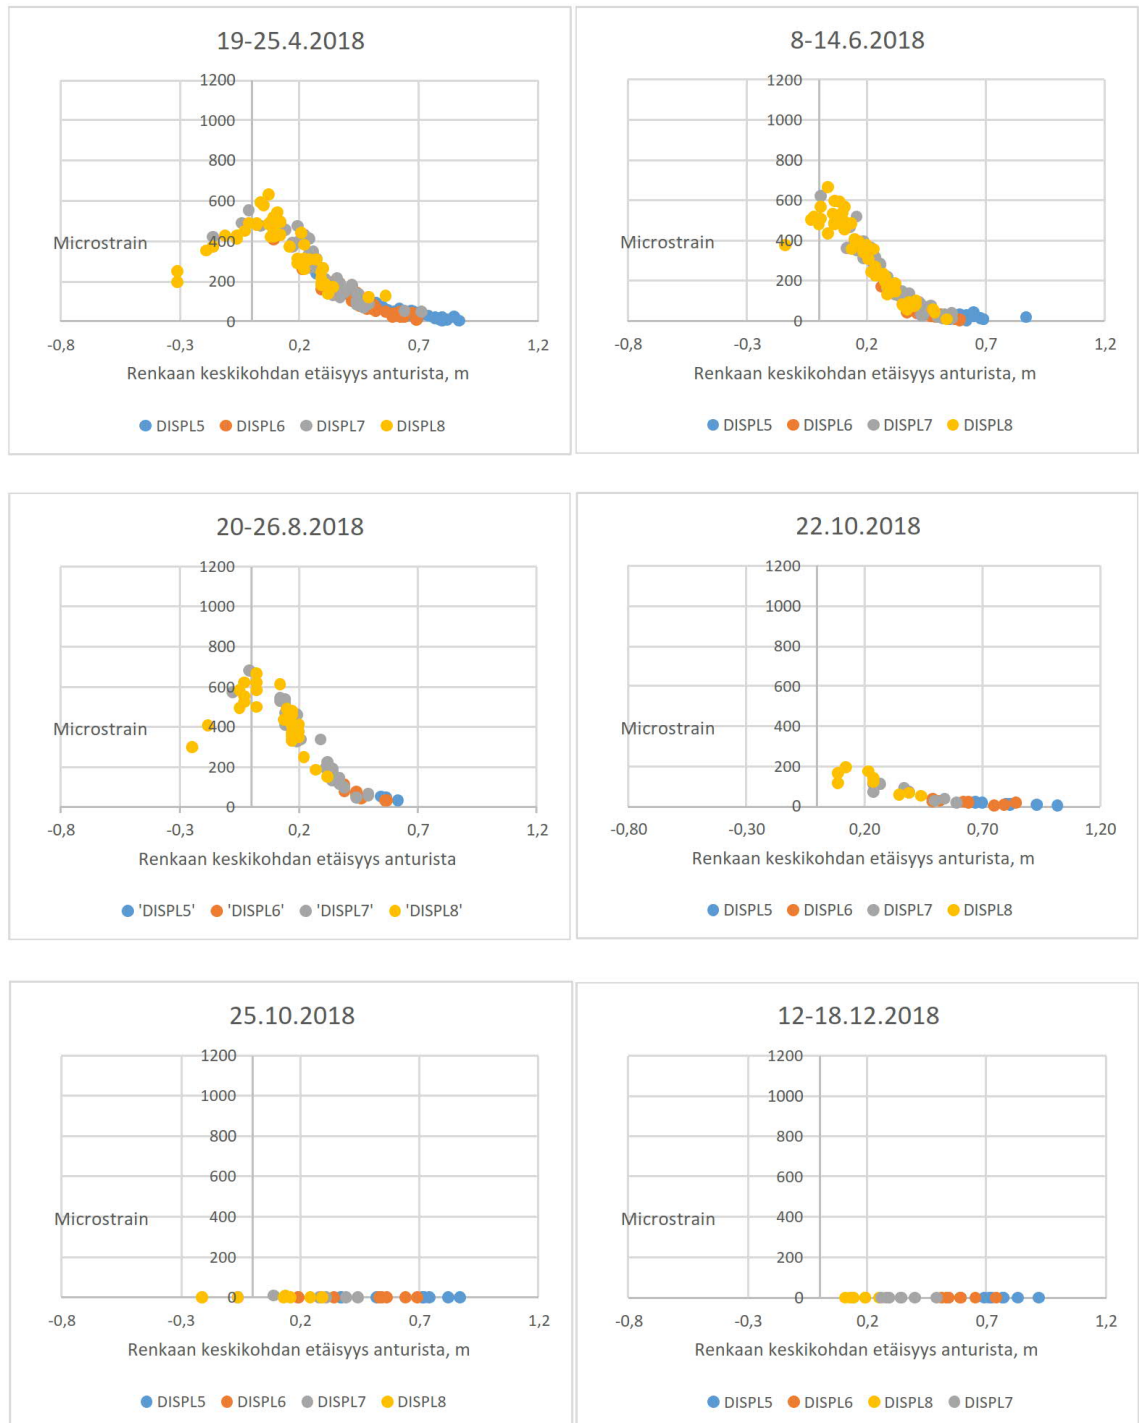 19-25.4.2018
1200
1000
800
600
400
200
0
Microstrain
-0,8 -0,3 0,2 0,7 1,2
Renkaan keskikohdan etäisyys anturista, m
DISPL5 DISPL6 DISPL7 DISPL8
8-14.6.2018
1200
1000
800
600
400
200
0
Microstrain
-0,8 -0,3 0,2 0,7 1,2
Renkaan keskikohdan etäisyys anturista, m
DISPL5 DISPL6 DISPL7 DISPL8
20-26.8.2018
1200
1000
800
600
400
200
0
Microstrain
-0,8 -0,3 0,2 0,7 1,2
Renkaan keskikohdan etäisyys anturista
'DISPL5' 'DISPL6' 'DISPL7' 'DISPL8'
22.10.2018
1200
1000
800
600
400
200
0
Microstrain
-0,80 -0,30 0,20 0,70 1,20
Renkaan keskikohdan etäisyys anturista, m
DISPL5 DISPL6 DISPL7 DISPL8
25.10.2018
1200
1000
800
600
400
200
0
Microstrain
-0,8 -0,3 0,2 0,7 1,2
Renkaan keskikohdan etäisyys anturista, m
DISPL5 DISPL6 DISPL7 DISPL8
12-18.12.2018
1200
1000
800
600
400
200
0
Microstrain
-0,8 -0,3 0,2 0,7 1,2
Renkaan keskikohdan etäisyys anturista, m
DISPL5 DISPL6 DISPL8 DISPL7